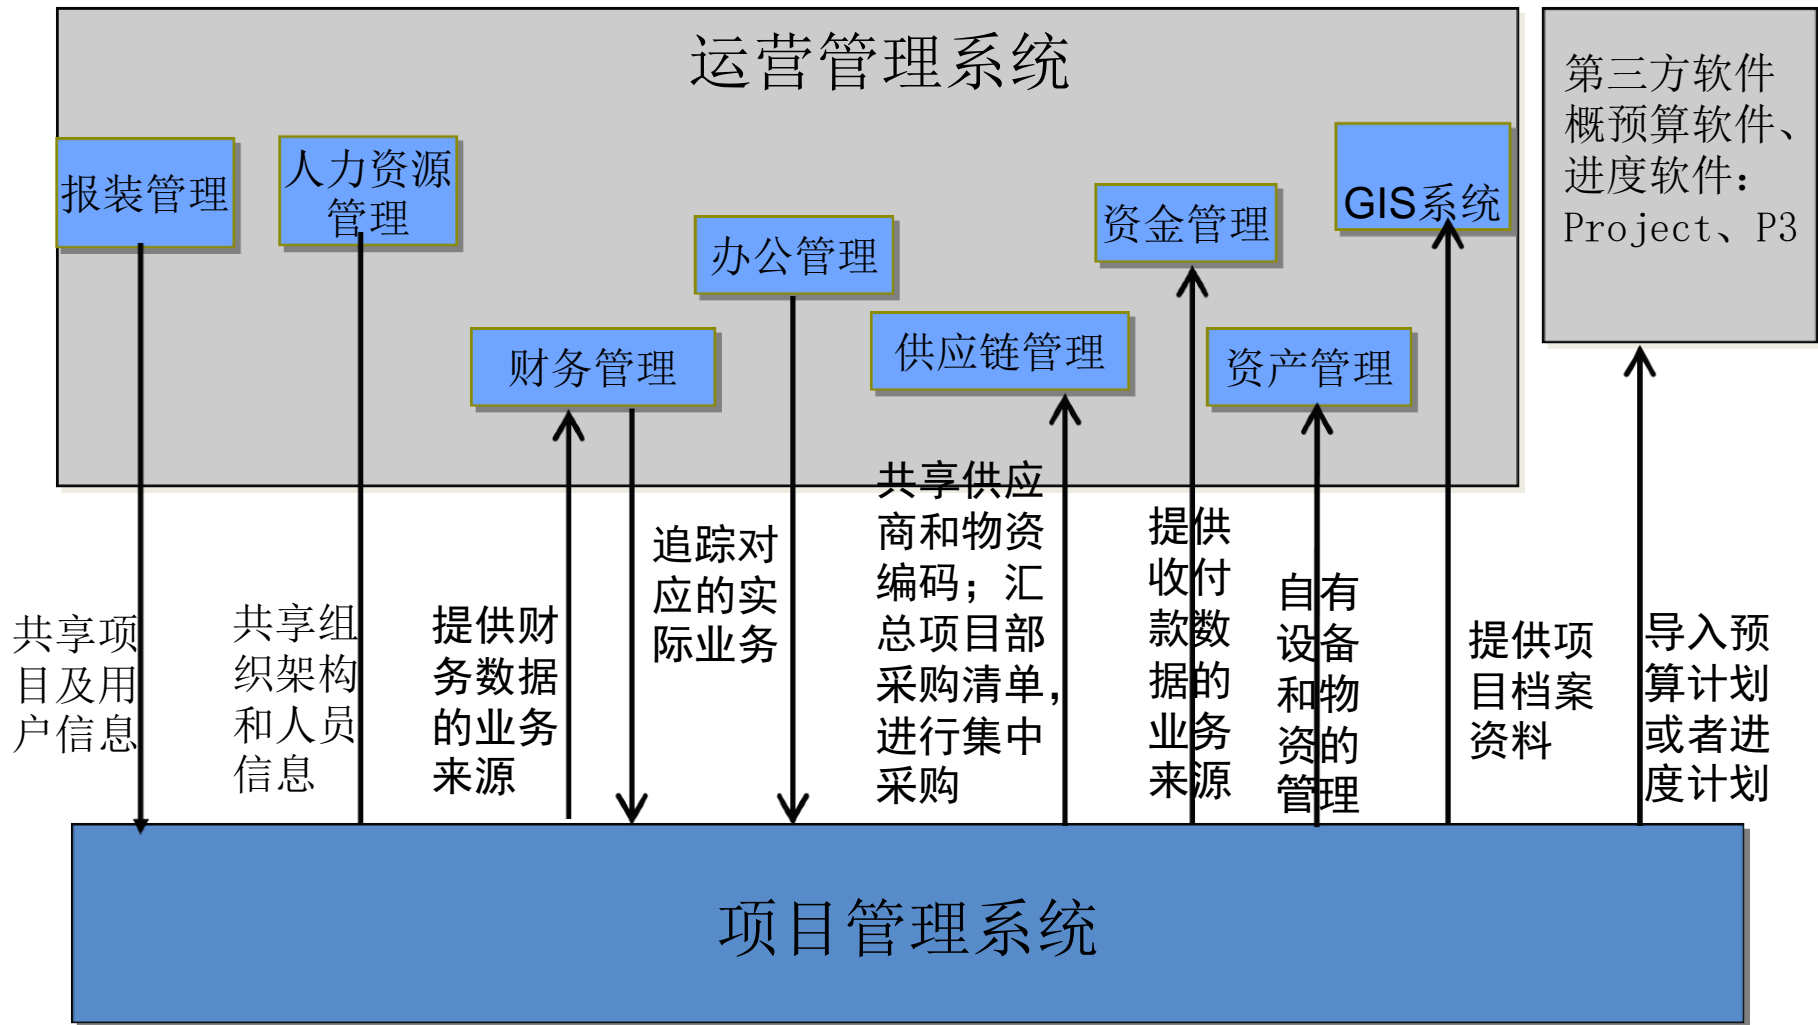 运营管理系统
第三方软件
概预算软件、
进度软件：
Project、P3
报装管理
人力资源
管理
财务管理
办公管理
供应链管理
资金管理
资产管理
GIS系统
共享项
目及用
户信息
共享组
织架构
和人员
信息
提供财
务数据
的业务
来源
追踪对
应的实
际业务
共享供应
商和物资
编码；汇
总项目部
采购清单，
进行集中
采购
提供
收付
款数
据的
业务
来源
自有
设备
和物
资的
管理
提供项
目档案
资料
导入预
算计划
或者进
度计划
项目管理系统